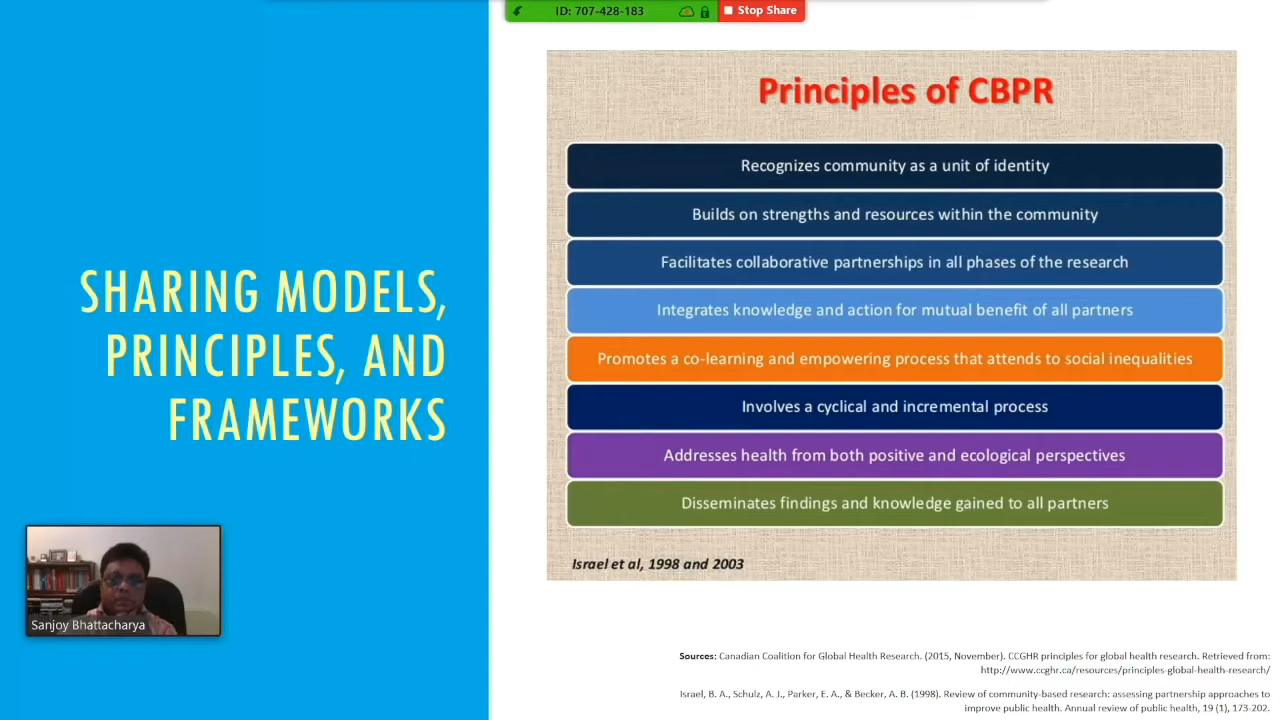 ID: 707-428-183
Stop Share
SHARING MODELS,
PRINCIPLES, AND
FRAMEWORKS
Sanjoy Bhattacharya
Principles of CBPR
Recognizes community as a unit of identity
Builds on strengths and resources within the community
Facilitates collaborative partnerships in all phases of the research
Integrates knowledge and action for mutual benefit of all partners
Promotes a co-learning and empowering process that attends to social inequalities
Involves a cyclical and incremental process
Addresses health from both positive and ecological perspectives
Disseminates findings and knowledge gained to all partners
Israel et al, 1998 and 2003
Sources: Canadian Coalition for Global Health Research. (2015, November). CCGHR principles for global health research. Retrieved from:
http://www.ccghr.ca/resources/principles-global-health-research/
Israel, B. A., Schulz, A. J., Parker, E. A., & Becker, A. B. (1998). Review of community-based research: assessing partnership approaches to
improve public health. Annual review of public health, 19 (1), 173-202.